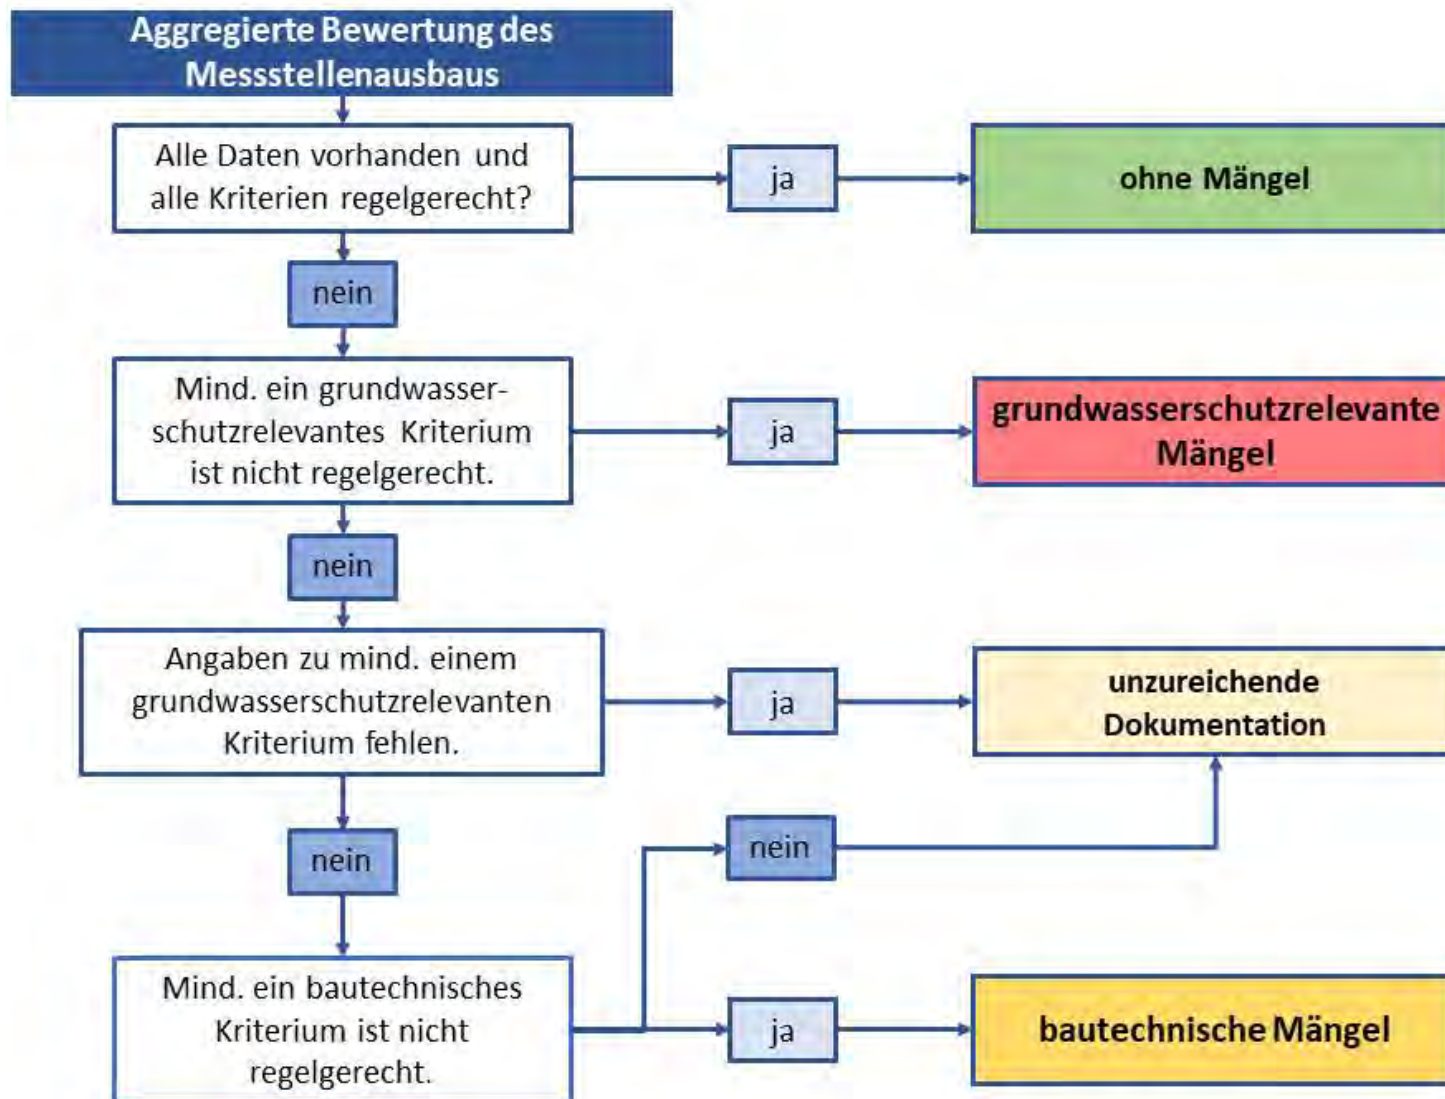 Aggregierte Bewertung des
Messstellenausbaus
Alle Daten vorhanden und
alle Kriterien regelgerecht?
ja
ohne Mängel
nein
Mind. ein grundwasser-
schutzrelevantes Kriterium
ist nicht regelgerecht.
ja
grundwasserschutzrelevante
Mängel
nein
Angaben zu mind. einem
grundwasserschutzrelevanten
Kriterium fehlen.
ja
unzureichende
Dokumentation
nein
nein
Mind. ein bautechnisches
Kriterium ist nicht
regelgerecht.
ja
bautechnische Mängel